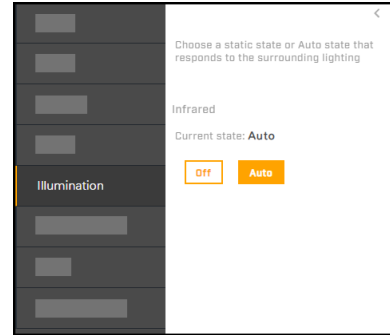 Choose a static state or Auto state that
responds to the surrounding lighting
Infrared
Current state: Auto
Off Auto
Illumination